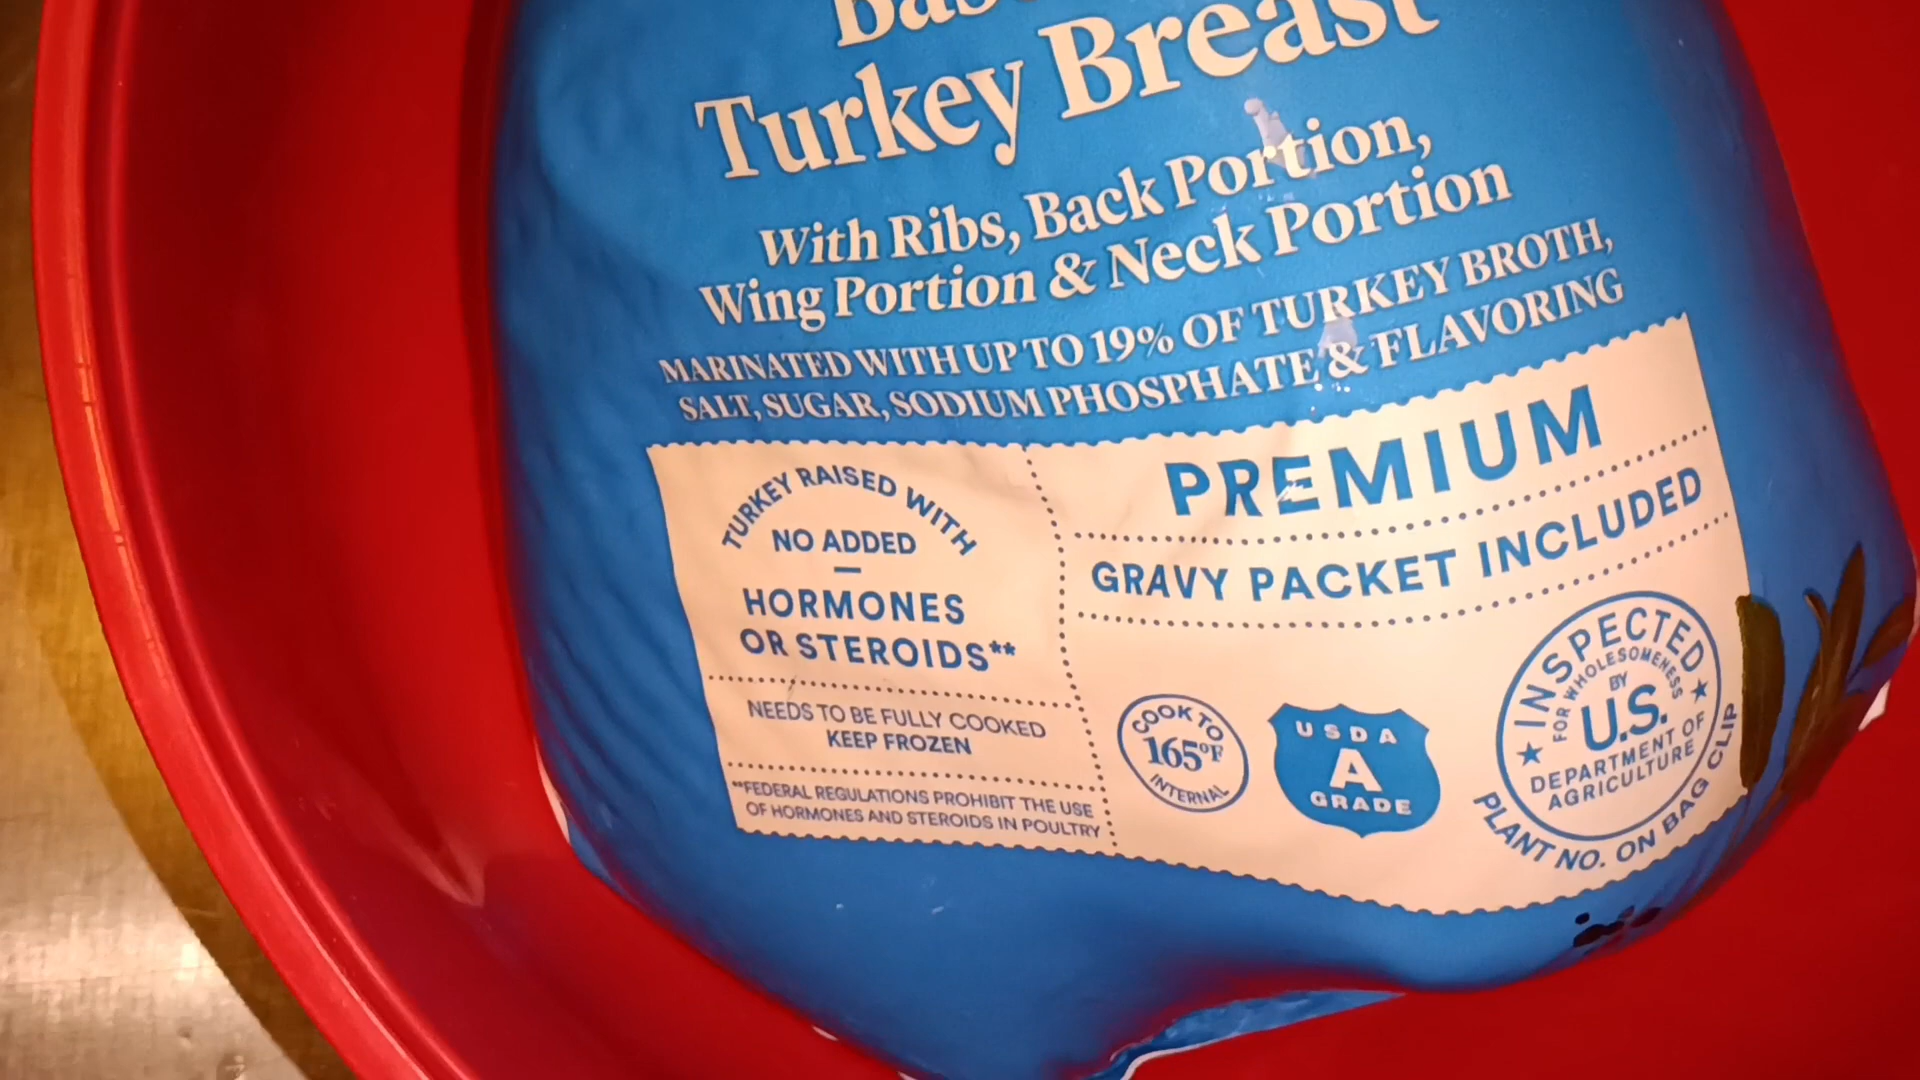 Turkey Breast
With Ribs, Back Portion,
Wing Portion & Neck Portion
MARINATED WITH UP TO 19% OF TURKEY BROTH,
SALT, SUGAR, SODIUM PHOSPHATE & FLAVORING
TURKEY RAISED WITH
NO ADDED
HORMONES
OR STEROIDS**
NEEDS TO BE FULLY COOKED
KEEP FROZEN
**FEDERAL REGULATIONS PROHIBIT THE USE
OF HORMONES AND STEROIDS IN POULTRY
PREMIUM
GRAVY PACKET INCLUDED
COOK TO
165°F
INTERNAL
USDA
A
GRADE
INSPECTED
FOR WHOLESOMENESS
BY
U.S.
DEPARTMENT OF
AGRICULTURE
PLANT NO. ON BAG CLIP